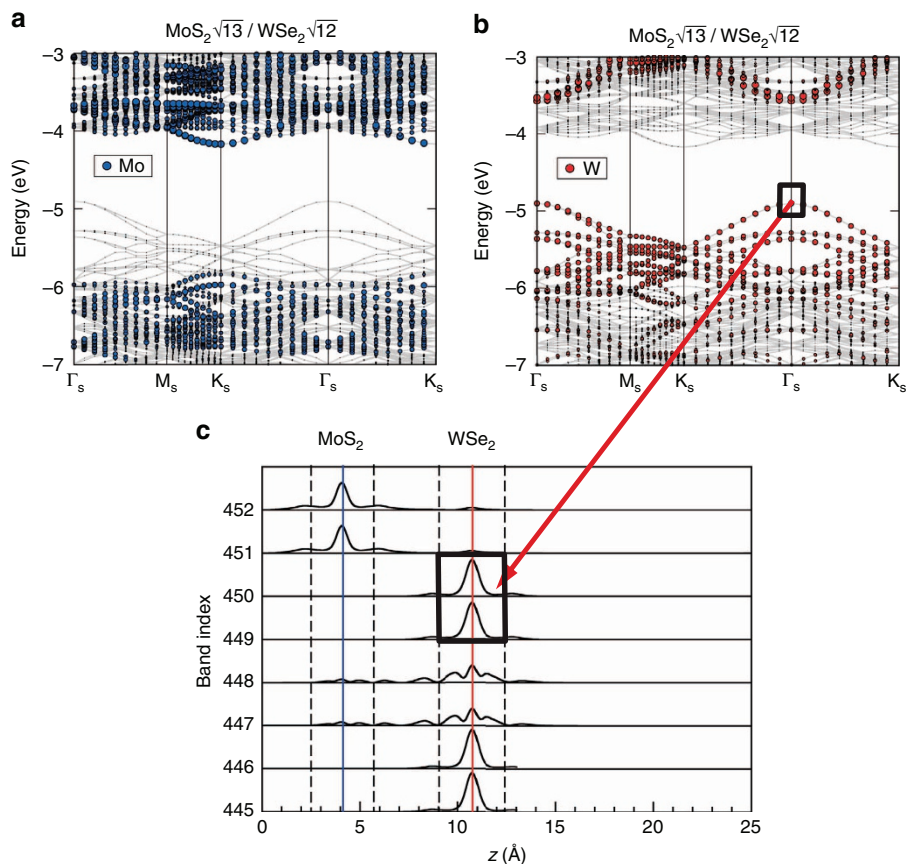 a
MoS₂√13 / WSe₂√12
−3
−4
−5
−6
−7
Energy (eV)
Mo
Γₛ Mₛ Kₛ Γₛ Kₛ
b
MoS₂√13 / WSe₂√12
−3
−4
−5
−6
−7
Energy (eV)
W
Γₛ Mₛ Kₛ Γₛ Kₛ
c
MoS₂ WSe₂
452
451
450
449
448
447
446
445
Band index
0 5 10 15 20 25
z (Å)